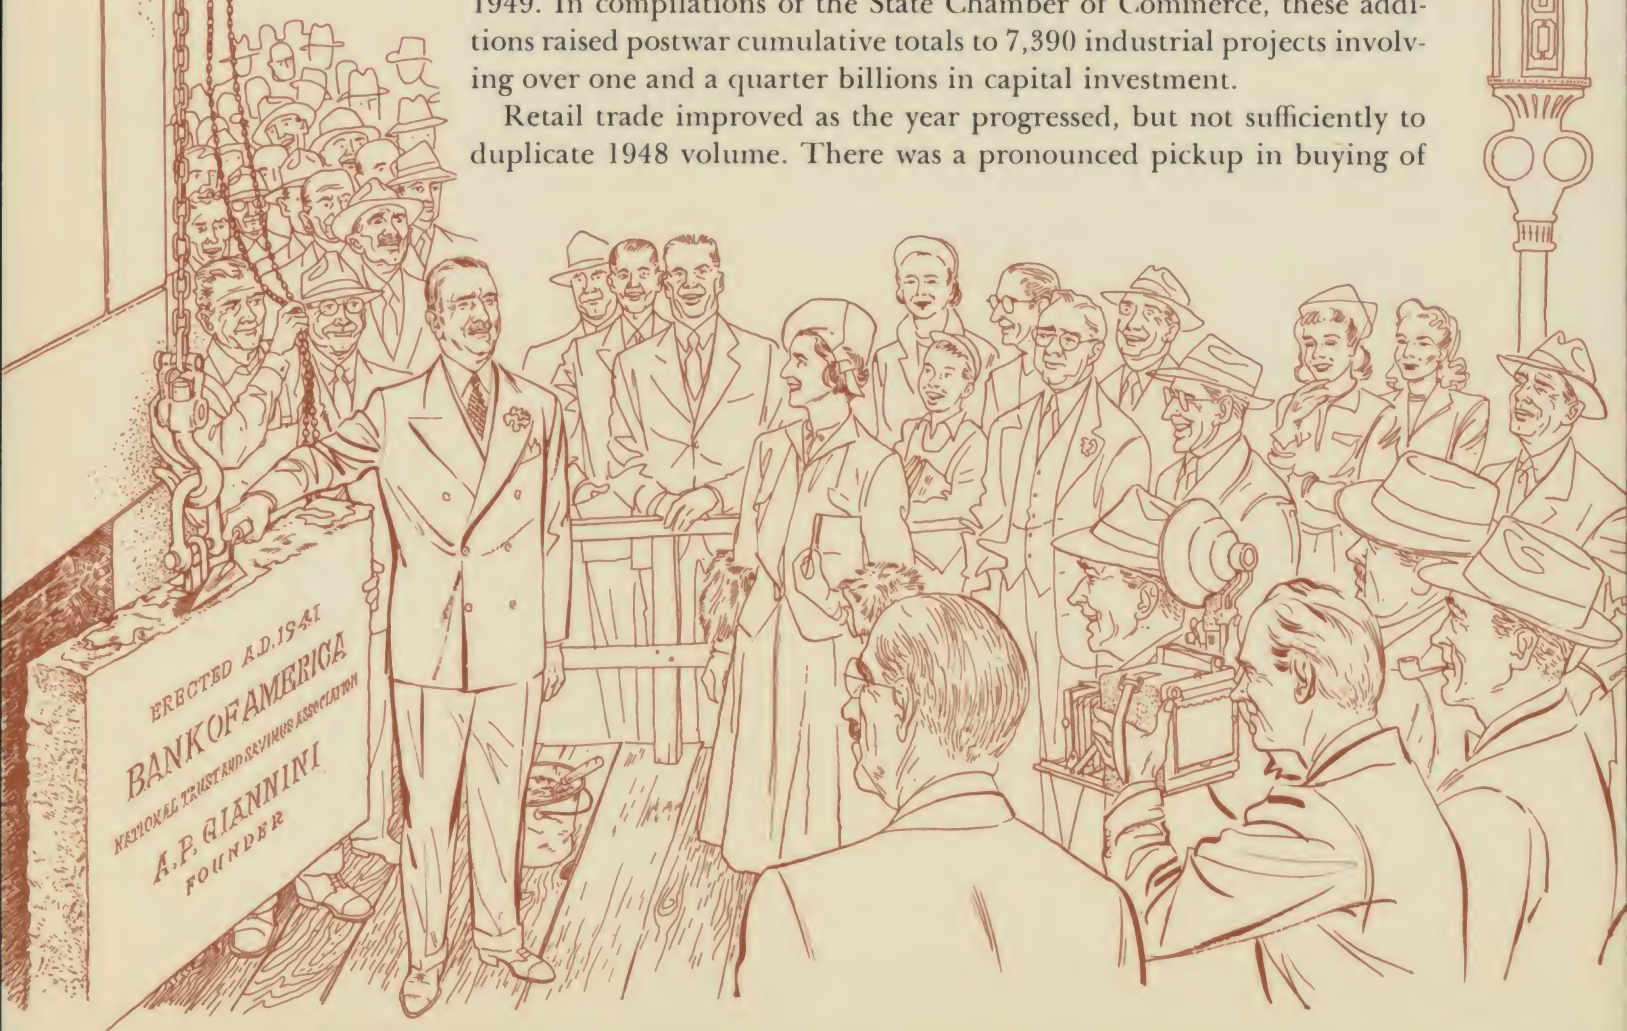 1949. In compilations of the State Chamber of Commerce, these addi-
tions raised postwar cumulative totals to 7,390 industrial projects involv-
ing over one and a quarter billions in capital investment.
Retail trade improved as the year progressed, but not sufficiently to
duplicate 1948 volume. There was a pronounced pickup in buying of
ERECTED A.D. 1941
BANK OF AMERICA
NATIONAL TRUST AND SAVINGS ASSOCIATION
A. P. GIANNINI
FOUNDER